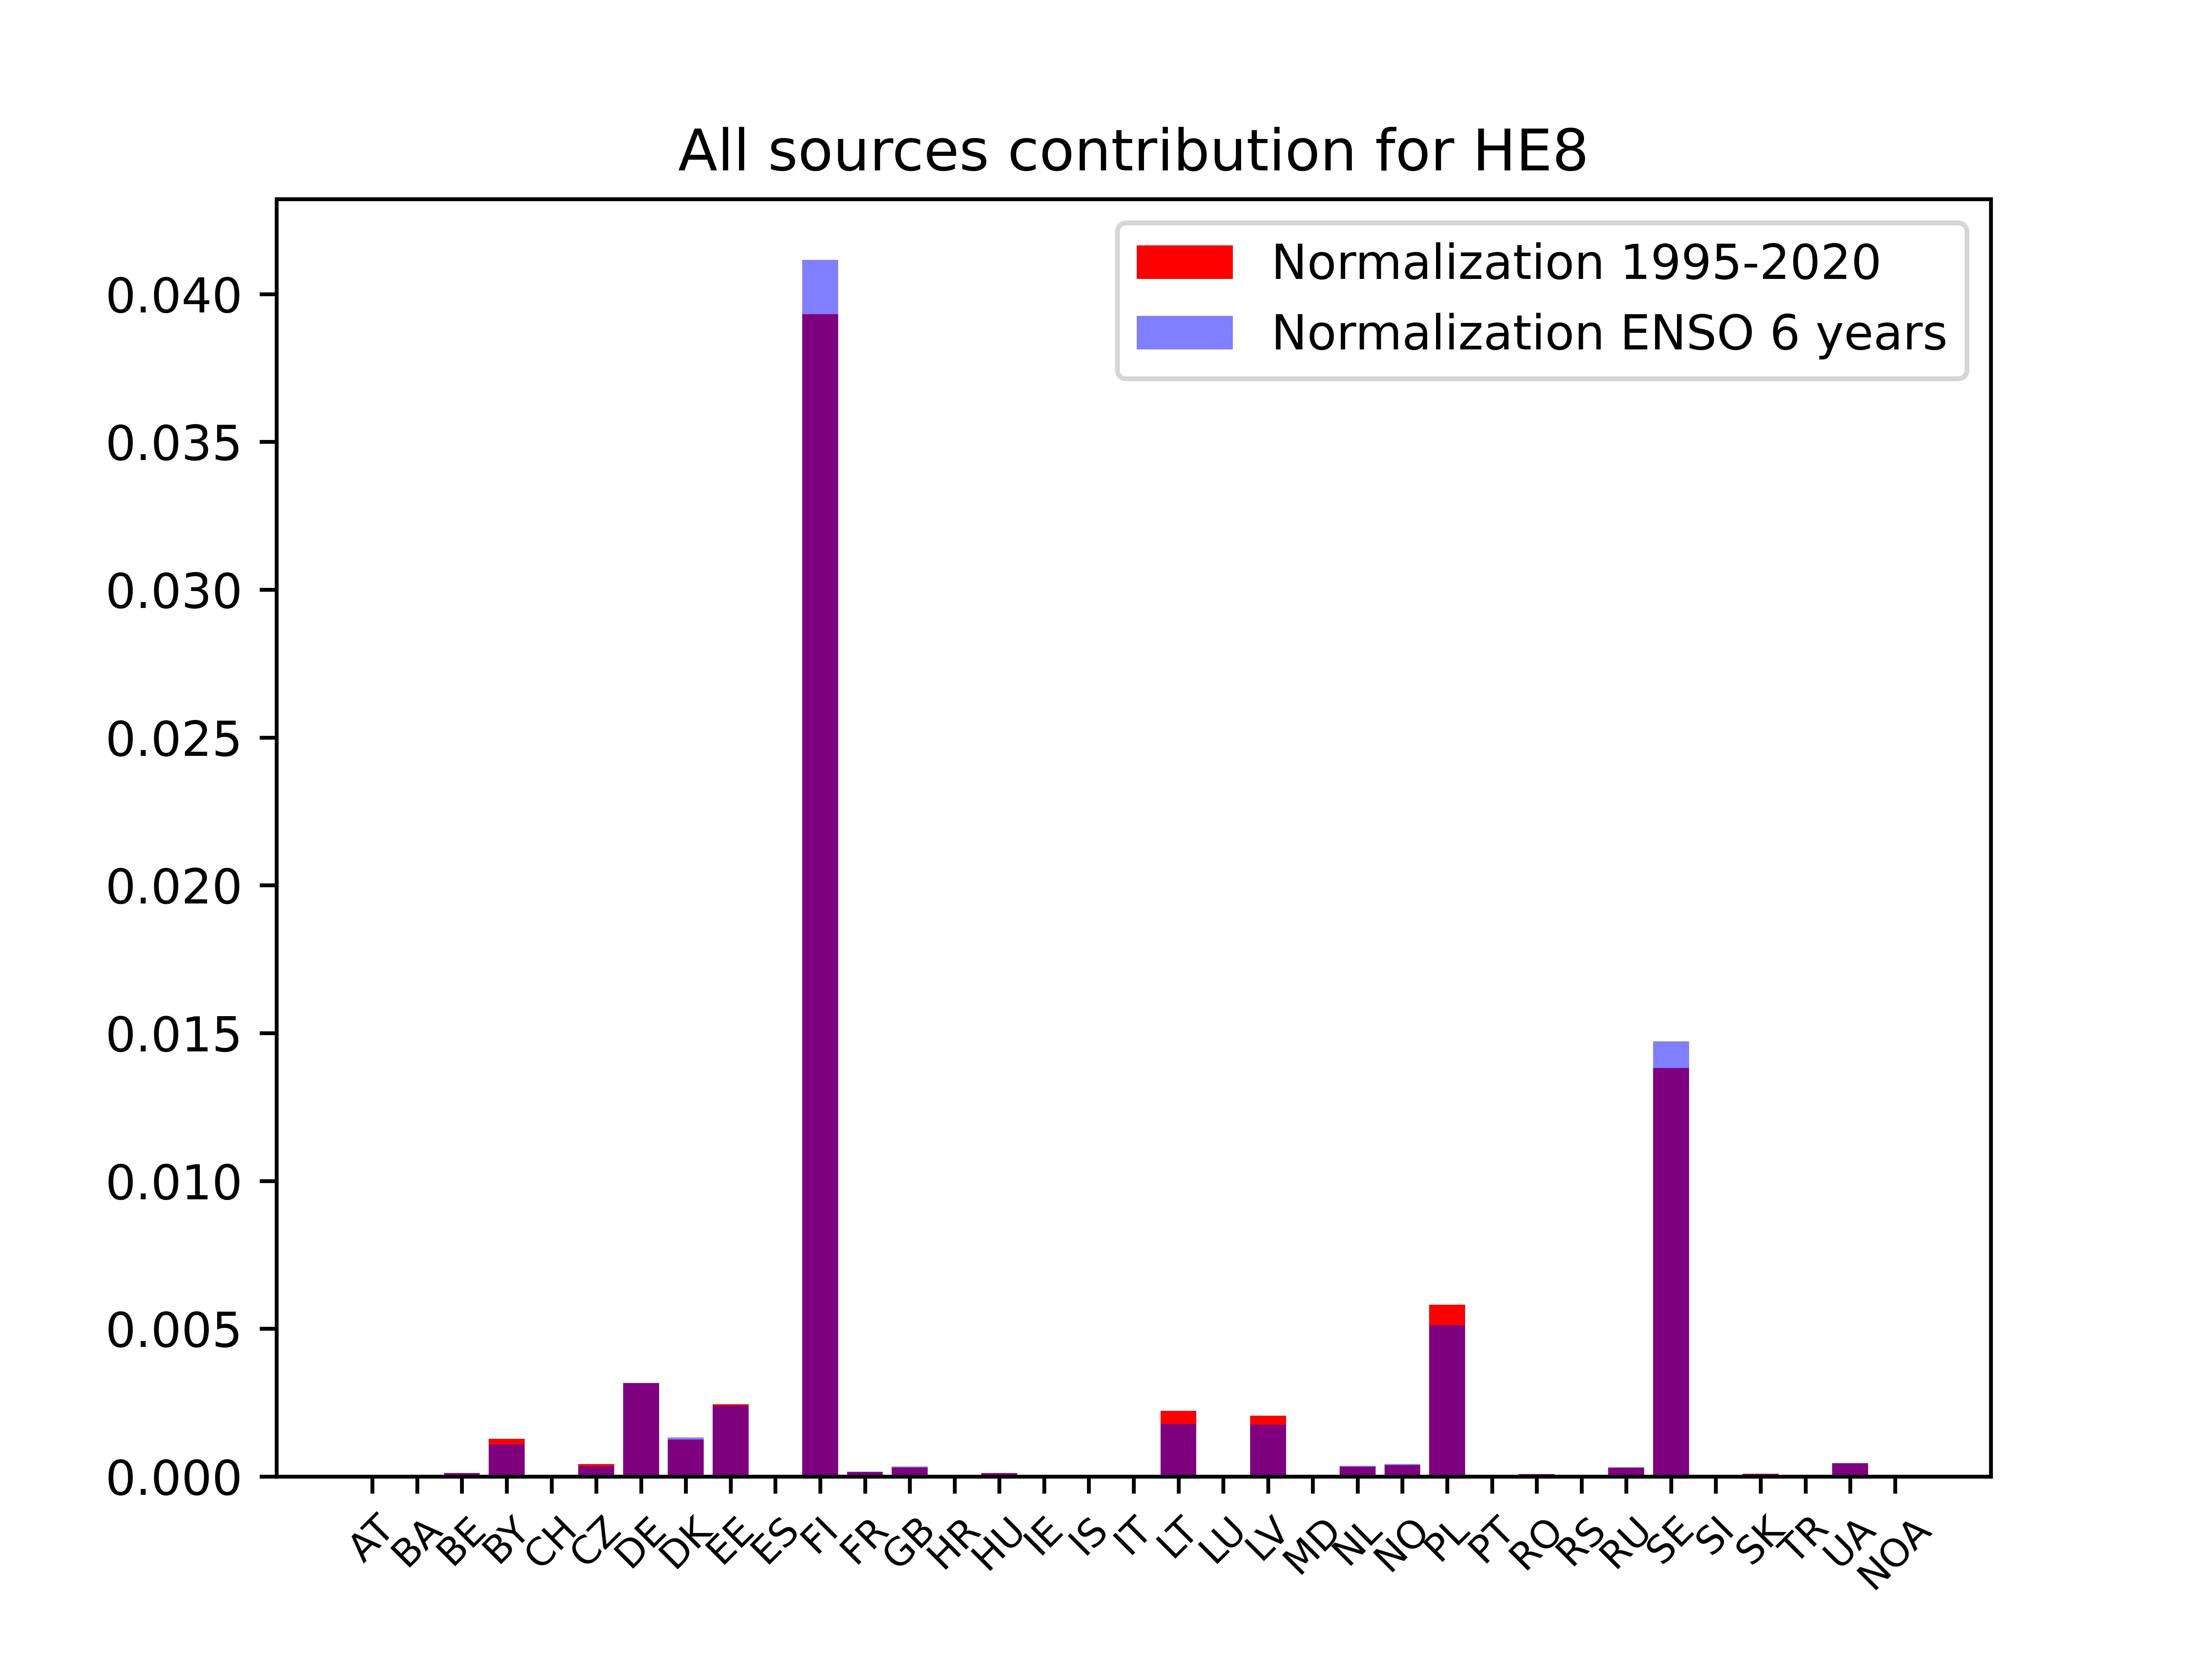 All sources contribution for HE8
Normalization 1995-2020
Normalization ENSO 6 years
0.040
0.035
0.030
0.025
0.020
0.015
0.010
0.005
0.000
AT BA BE BY CH CZ DE DK EE ES FI FR GB HR HU IE IS IT LT LU LV MD NL NO PL PT RO RS RU SE SI SK TR UA NOA